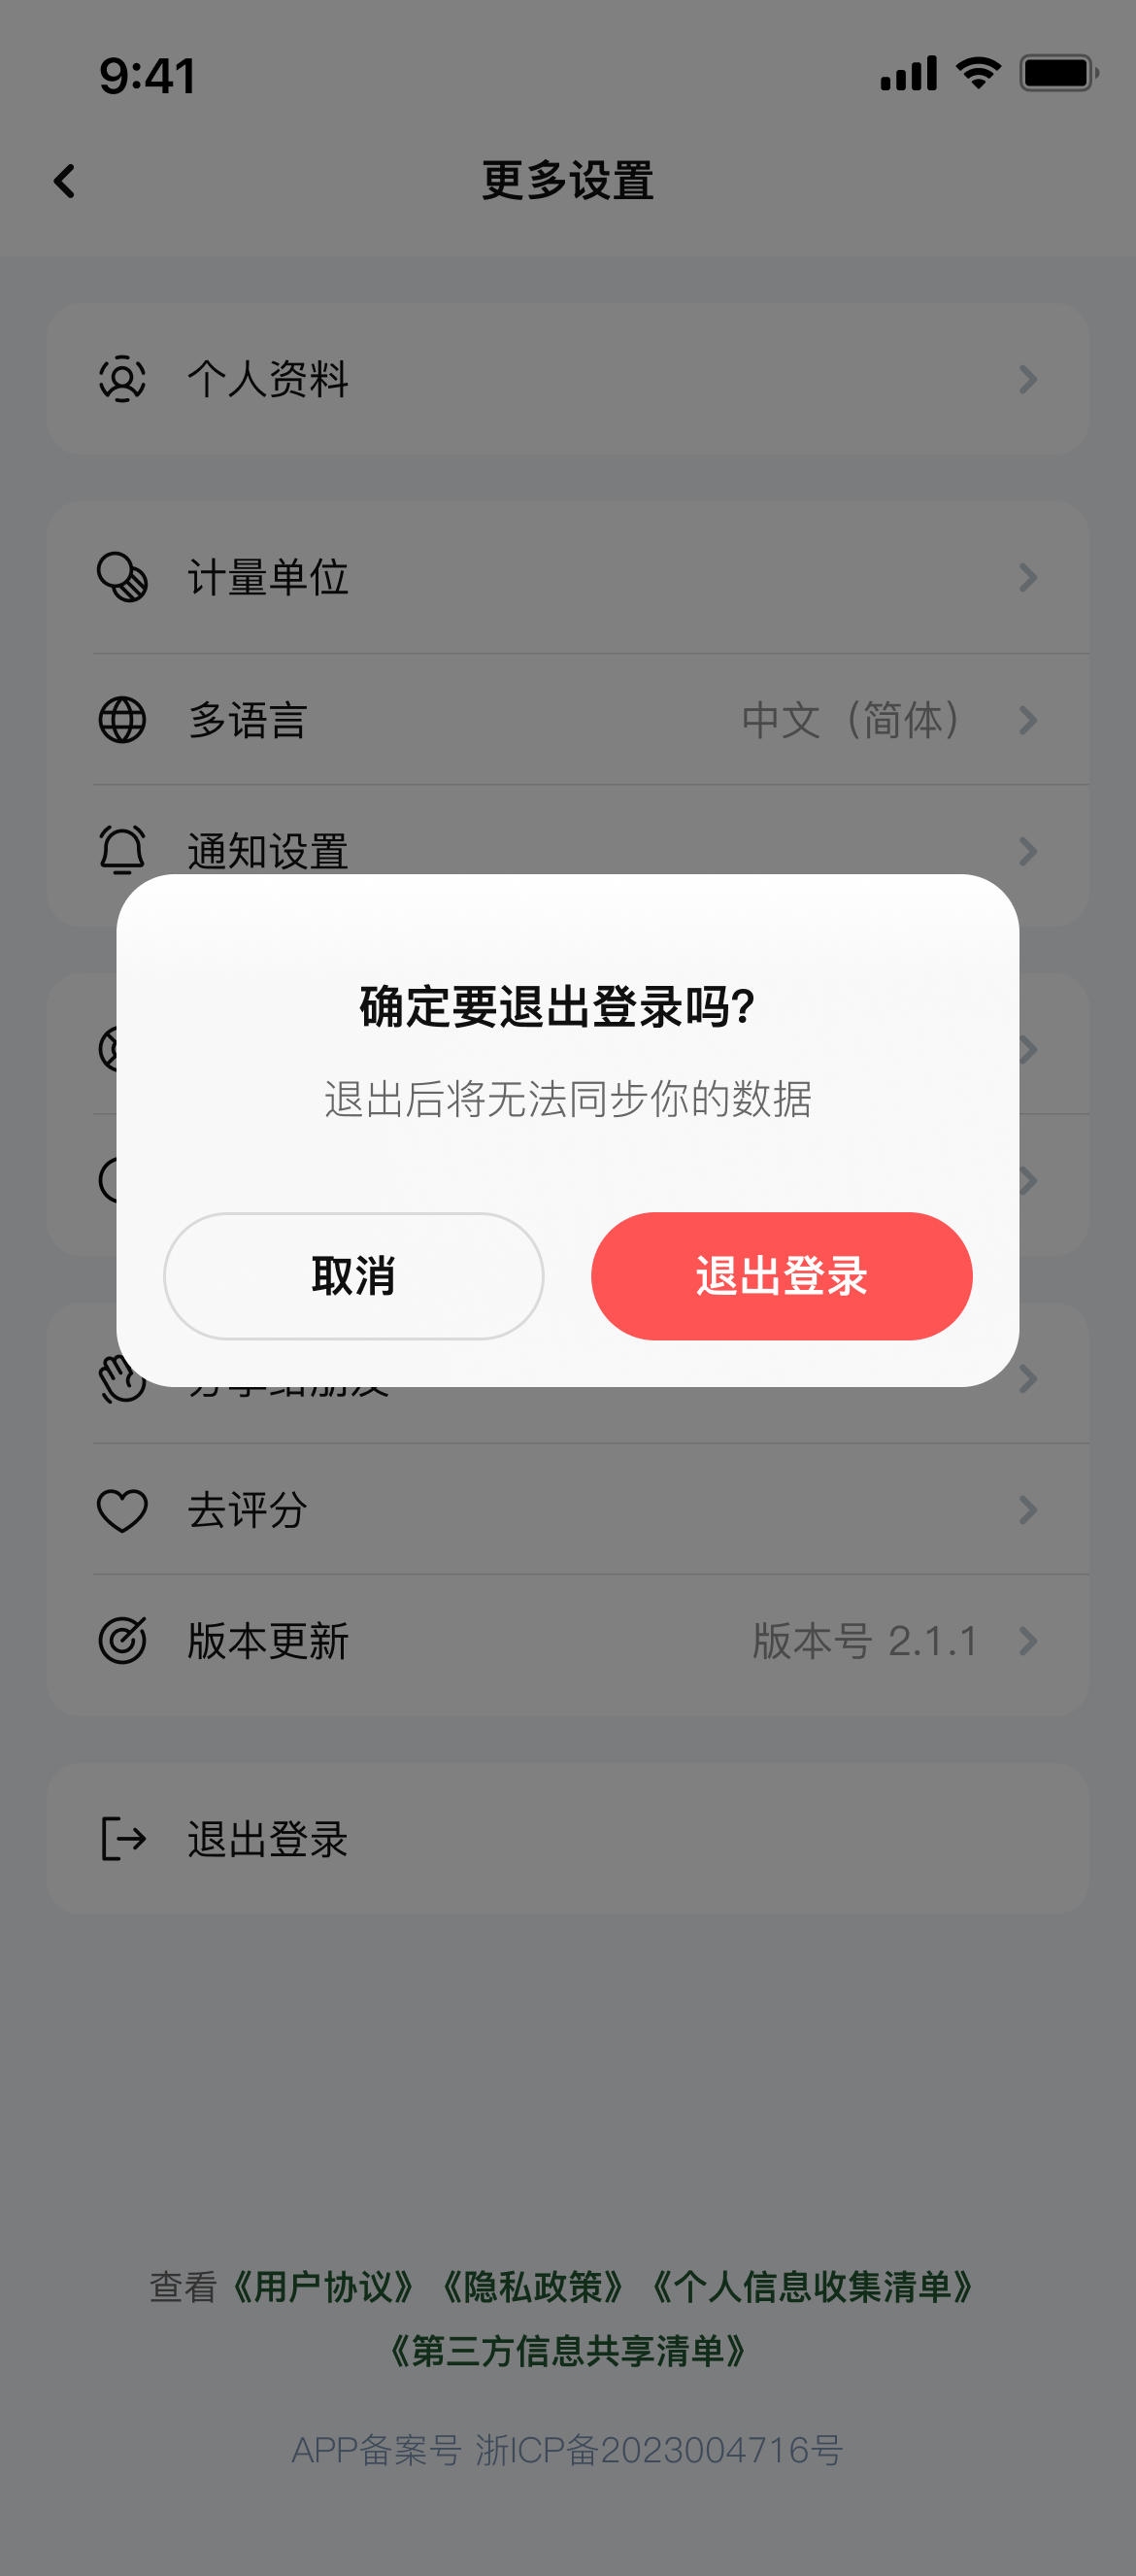 9:41
更多设置
个人资料
计量单位
多语言 中文（简体）
通知设置
确定要退出登录吗?
退出后将无法同步你的数据
取消 退出登录
分享给朋友
去评分
版本更新 版本号 2.1.1
退出登录
查看《用户协议》《隐私政策》《个人信息收集清单》
《第三方信息共享清单》
APP备案号 浙ICP备2023004716号